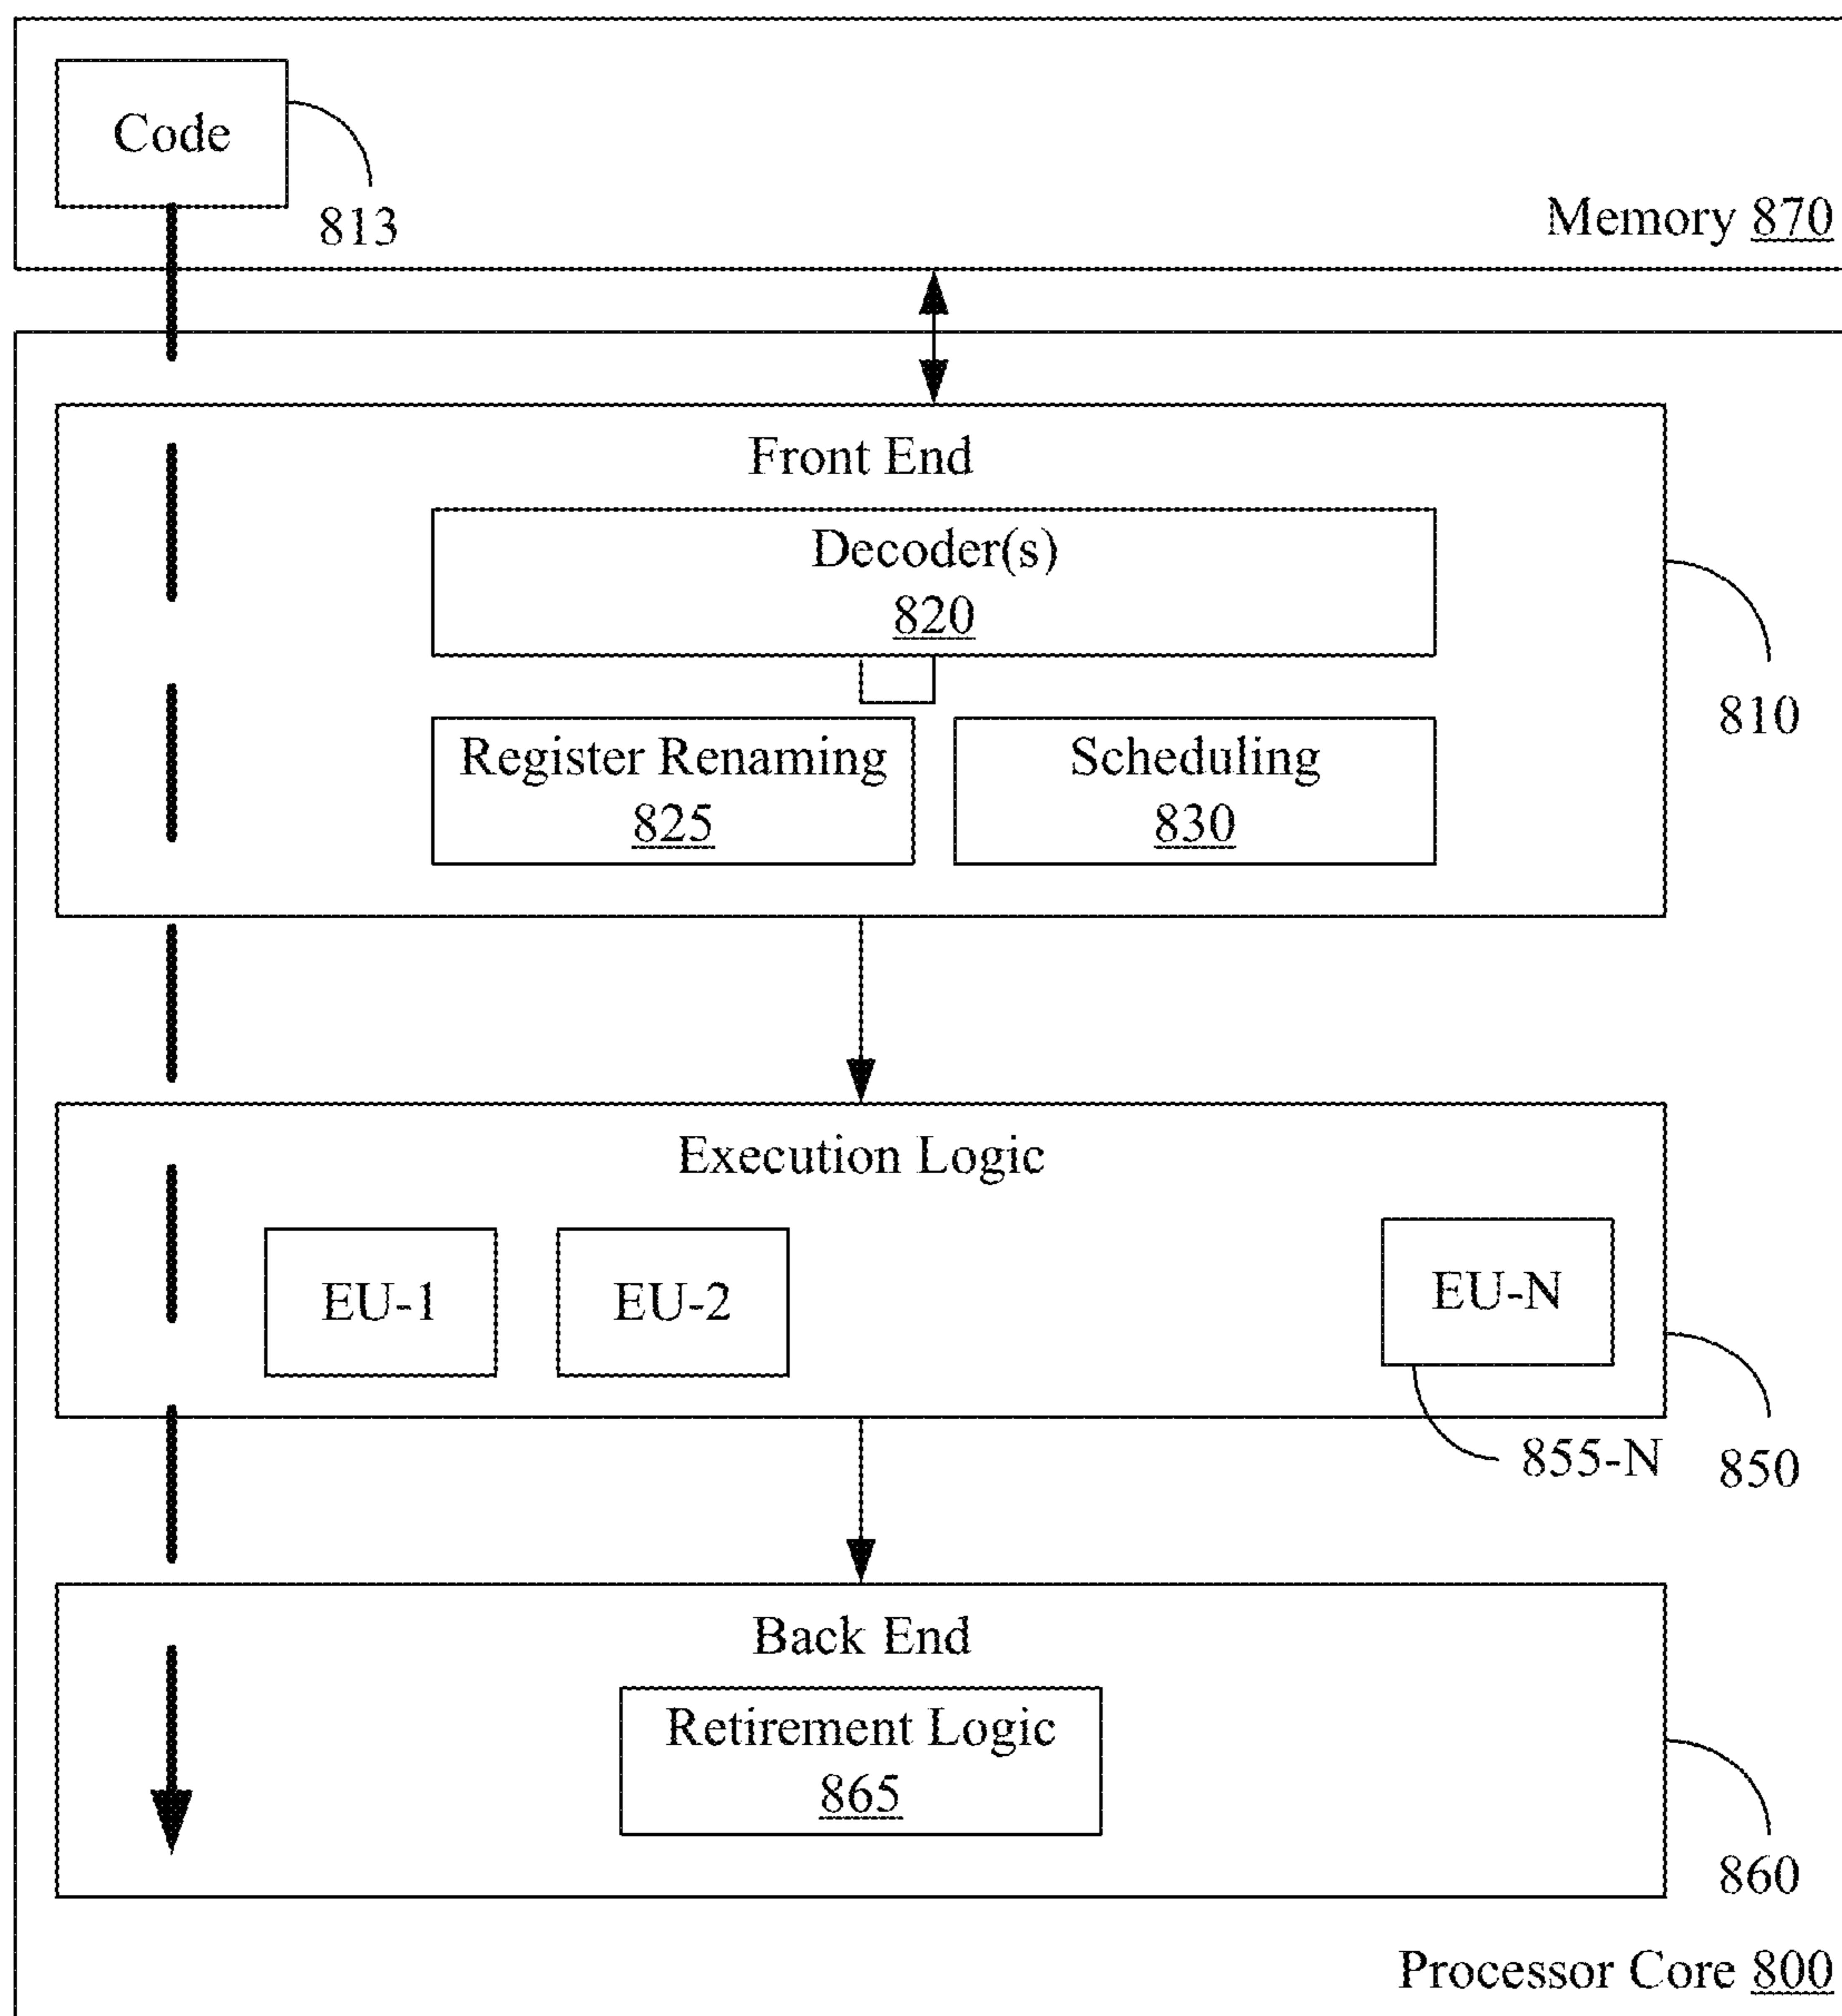 Code
813
Memory 870
Front End
Decoder(s)
820
810
Register Renaming
825
Scheduling
830
Execution Logic
EU-1
EU-2
EU-N
855-N
850
Back End
Retirement Logic
865
860
Processor Core 800